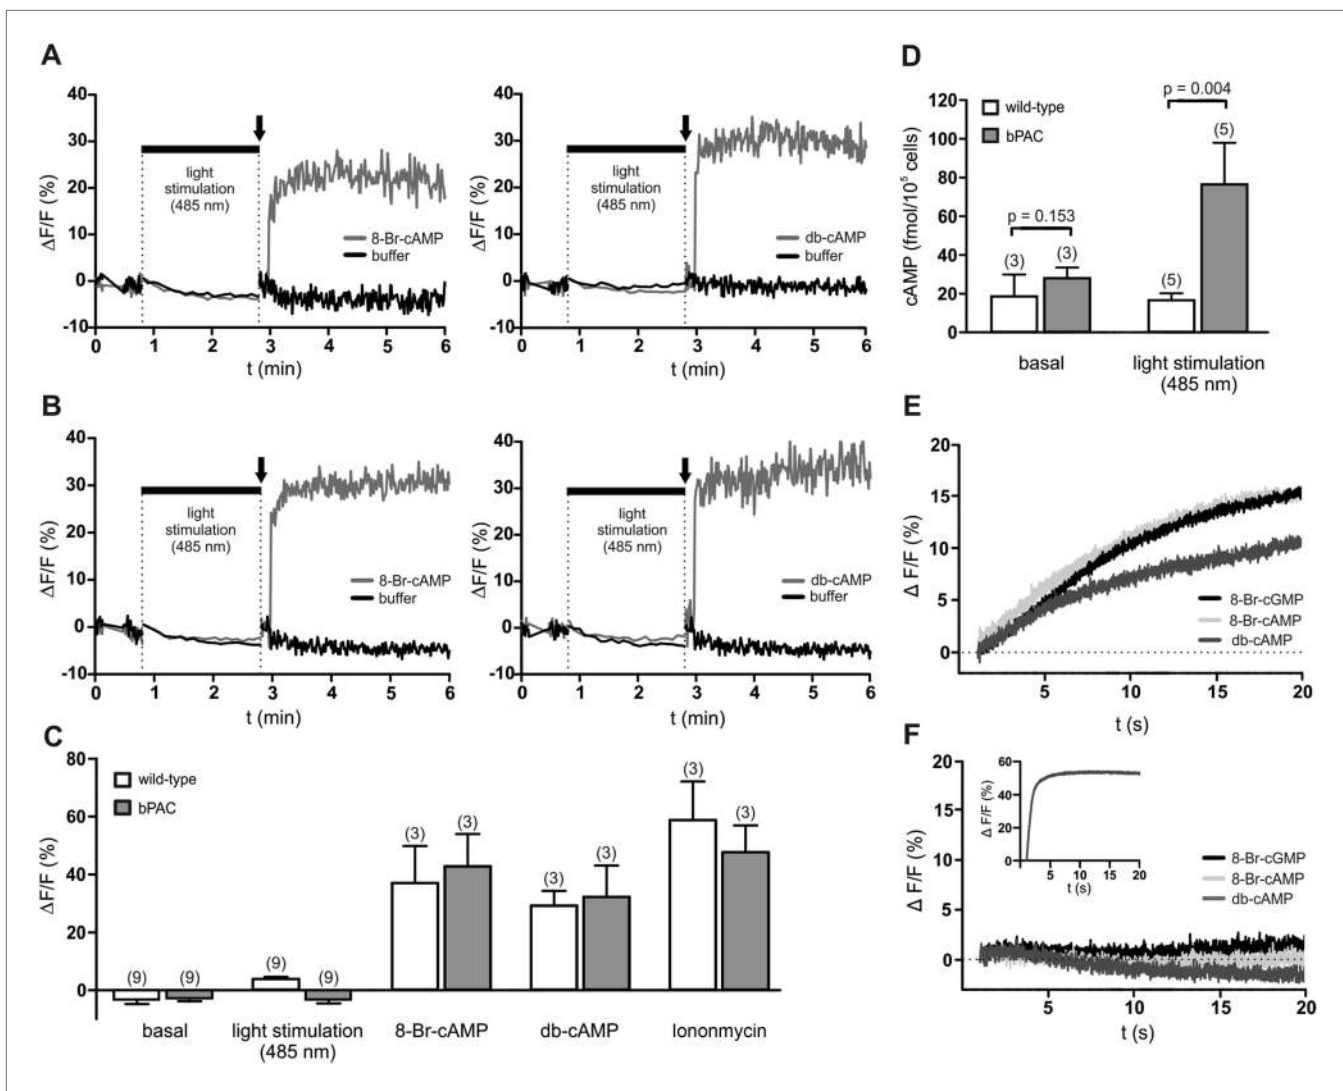 A
40
30
20
10
0
-10
ΔF/F (%)
light
stimulation
(485 nm)
8-Br-cAMP
buffer
0 1 2 3 4 5 6
t (min)
40
30
20
10
0
-10
ΔF/F (%)
light
stimulation
(485 nm)
db-cAMP
buffer
0 1 2 3 4 5 6
t (min)
B
40
30
20
10
0
-10
ΔF/F (%)
light
stimulation
(485 nm)
8-Br-cAMP
buffer
0 1 2 3 4 5 6
t (min)
40
30
20
10
0
-10
ΔF/F (%)
light
stimulation
(485 nm)
db-cAMP
buffer
0 1 2 3 4 5 6
t (min)
C
80
60
40
20
0
ΔF/F (%)
wild-type
bPAC
(9) (9) (9) (9) (3) (3) (3) (3) (3) (3)
basal light stimulation 8-Br-cAMP db-cAMP Iononmycin
(485 nm)
D
120
100
80
60
40
20
0
cAMP (fmol/10⁵ cells)
wild-type
bPAC
p = 0.004
p = 0.153
(3) (3) (5) (5)
basal light stimulation
(485 nm)
E
20
15
10
5
0
Δ F/F (%)
8-Br-cGMP
8-Br-cAMP
db-cAMP
5 10 15 20
t (s)
F
20
15
10
5
0
Δ F/F (%)
60
40
20
0
Δ F/F (%)
5 10 15 20
t (s)
8-Br-cGMP
8-Br-cAMP
db-cAMP
5 10 15 20
t (s)